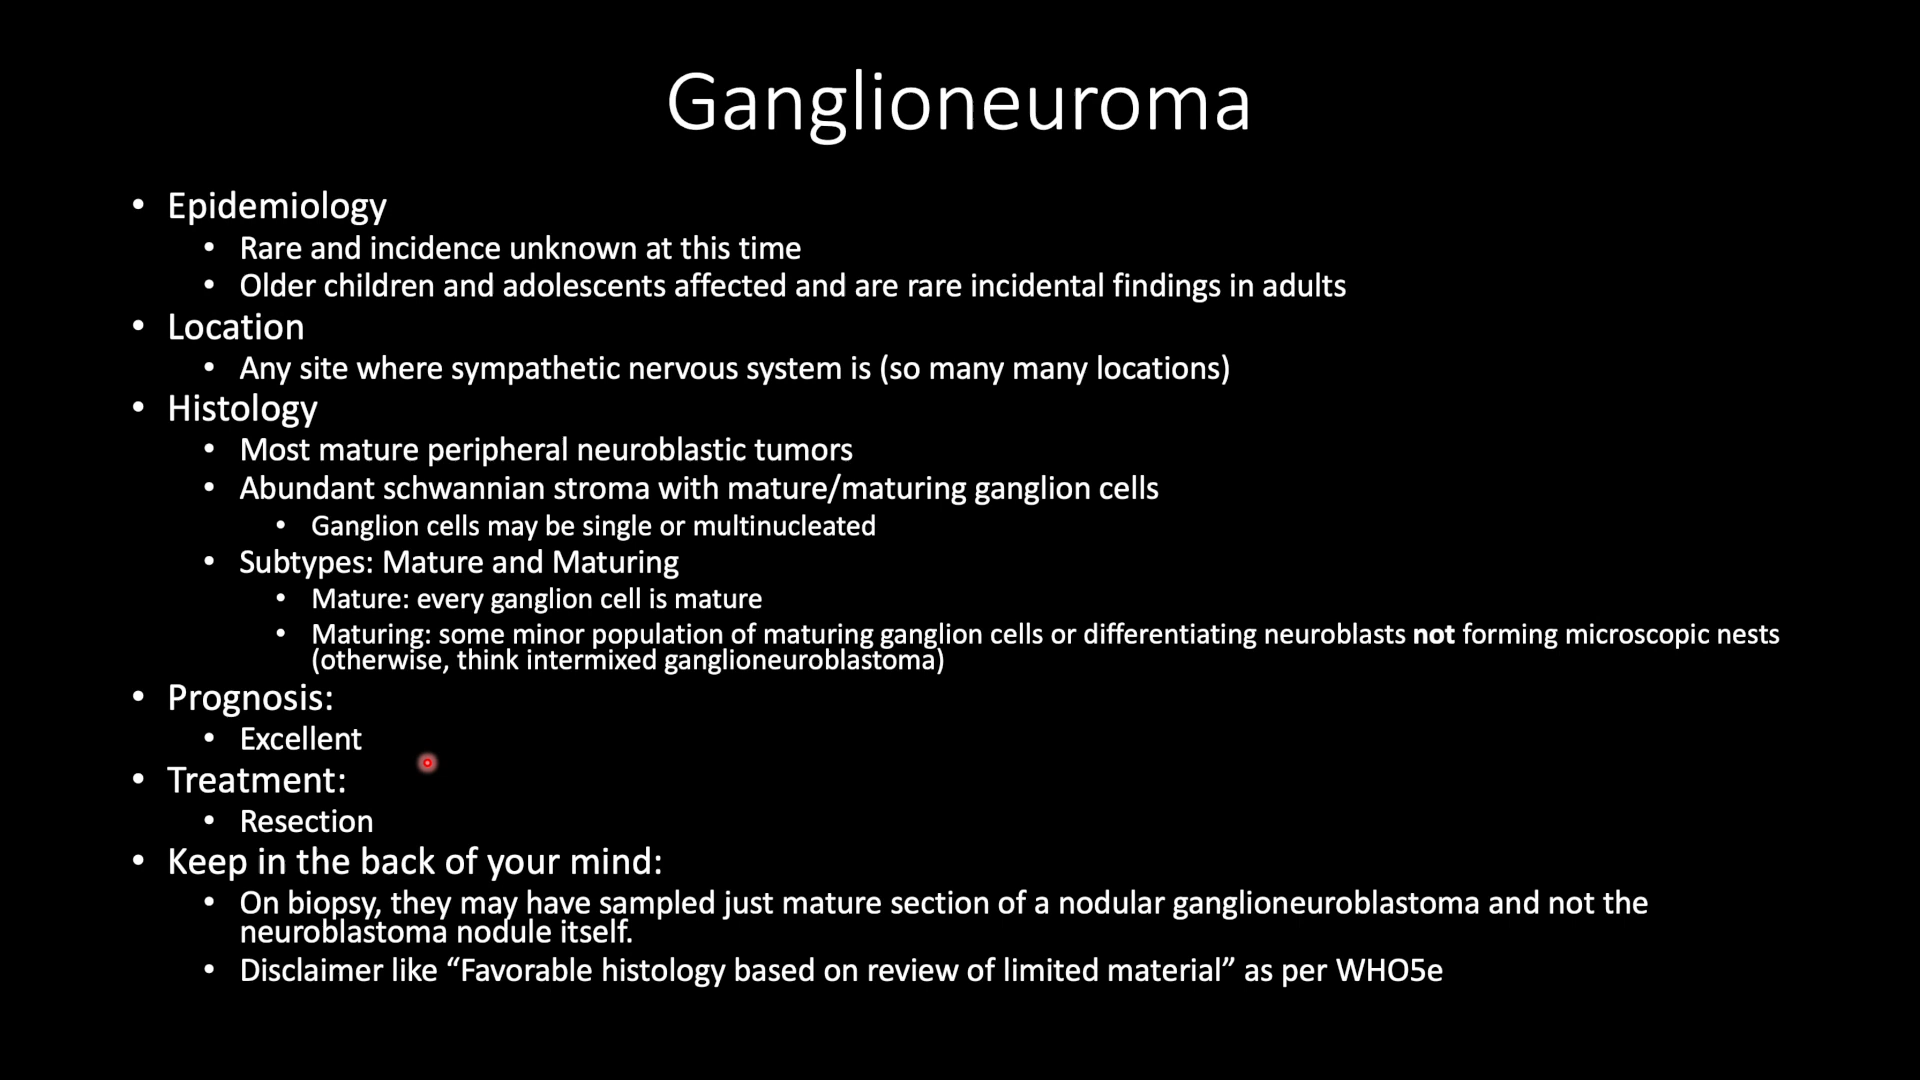 Ganglioneuroma
• Epidemiology
• Rare and incidence unknown at this time
• Older children and adolescents affected and are rare incidental findings in adults
• Location
• Any site where sympathetic nervous system is (so many many locations)
• Histology
• Most mature peripheral neuroblastic tumors
• Abundant schwannian stroma with mature/maturing ganglion cells
• Ganglion cells may be single or multinucleated
• Subtypes: Mature and Maturing
• Mature: every ganglion cell is mature
• Maturing: some minor population of maturing ganglion cells or differentiating neuroblasts not forming microscopic nests
(otherwise, think intermixed ganglioneuroblastoma)
• Prognosis:
• Excellent
• Treatment:
• Resection
• Keep in the back of your mind:
• On biopsy, they may have sampled just mature section of a nodular ganglioneuroblastoma and not the
neuroblastoma nodule itself.
• Disclaimer like “Favorable histology based on review of limited material” as per WHO5e